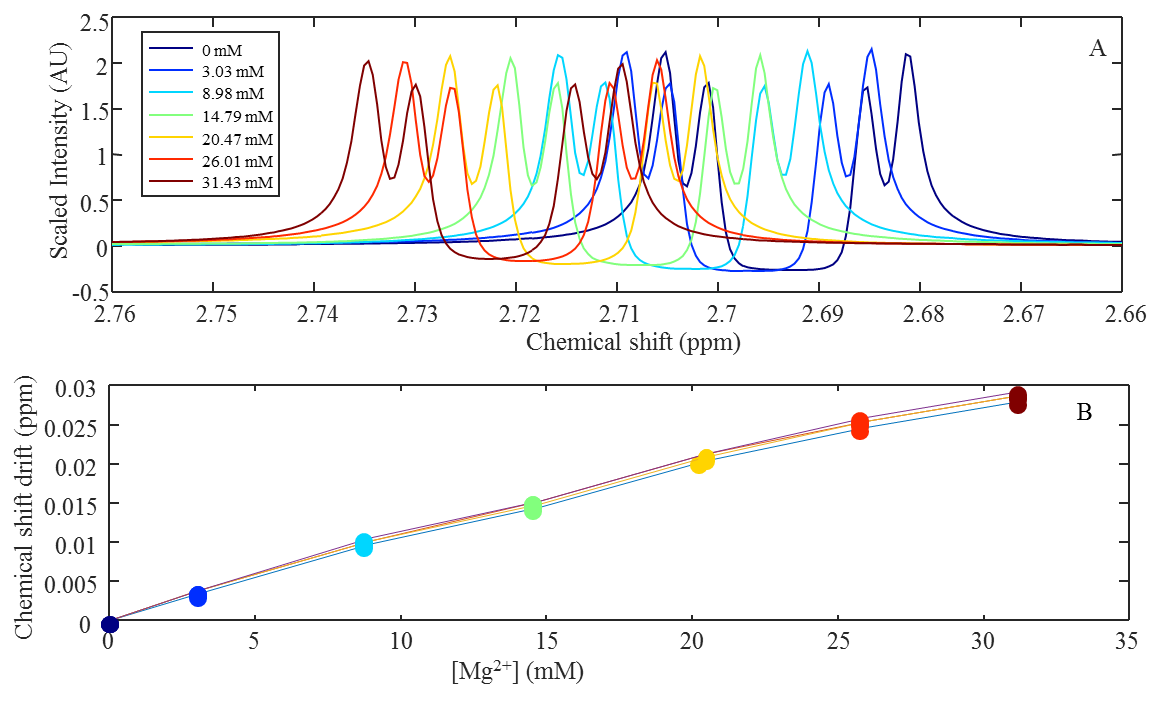 2.5
2
1.5
1
0.5
0
-0.5
Scaled Intensity (AU)
0 mM
3.03 mM
8.98 mM
14.79 mM
20.47 mM
26.01 mM
31.43 mM
A
2.76 2.75 2.74 2.73 2.72 2.71 2.7 2.69 2.68 2.67 2.66
Chemical shift (ppm)
0.03
0.025
0.02
0.015
0.01
0.005
0
Chemical shift drift (ppm)
B
0 5 10 15 20 25 30 35
[Mg²⁺] (mM)